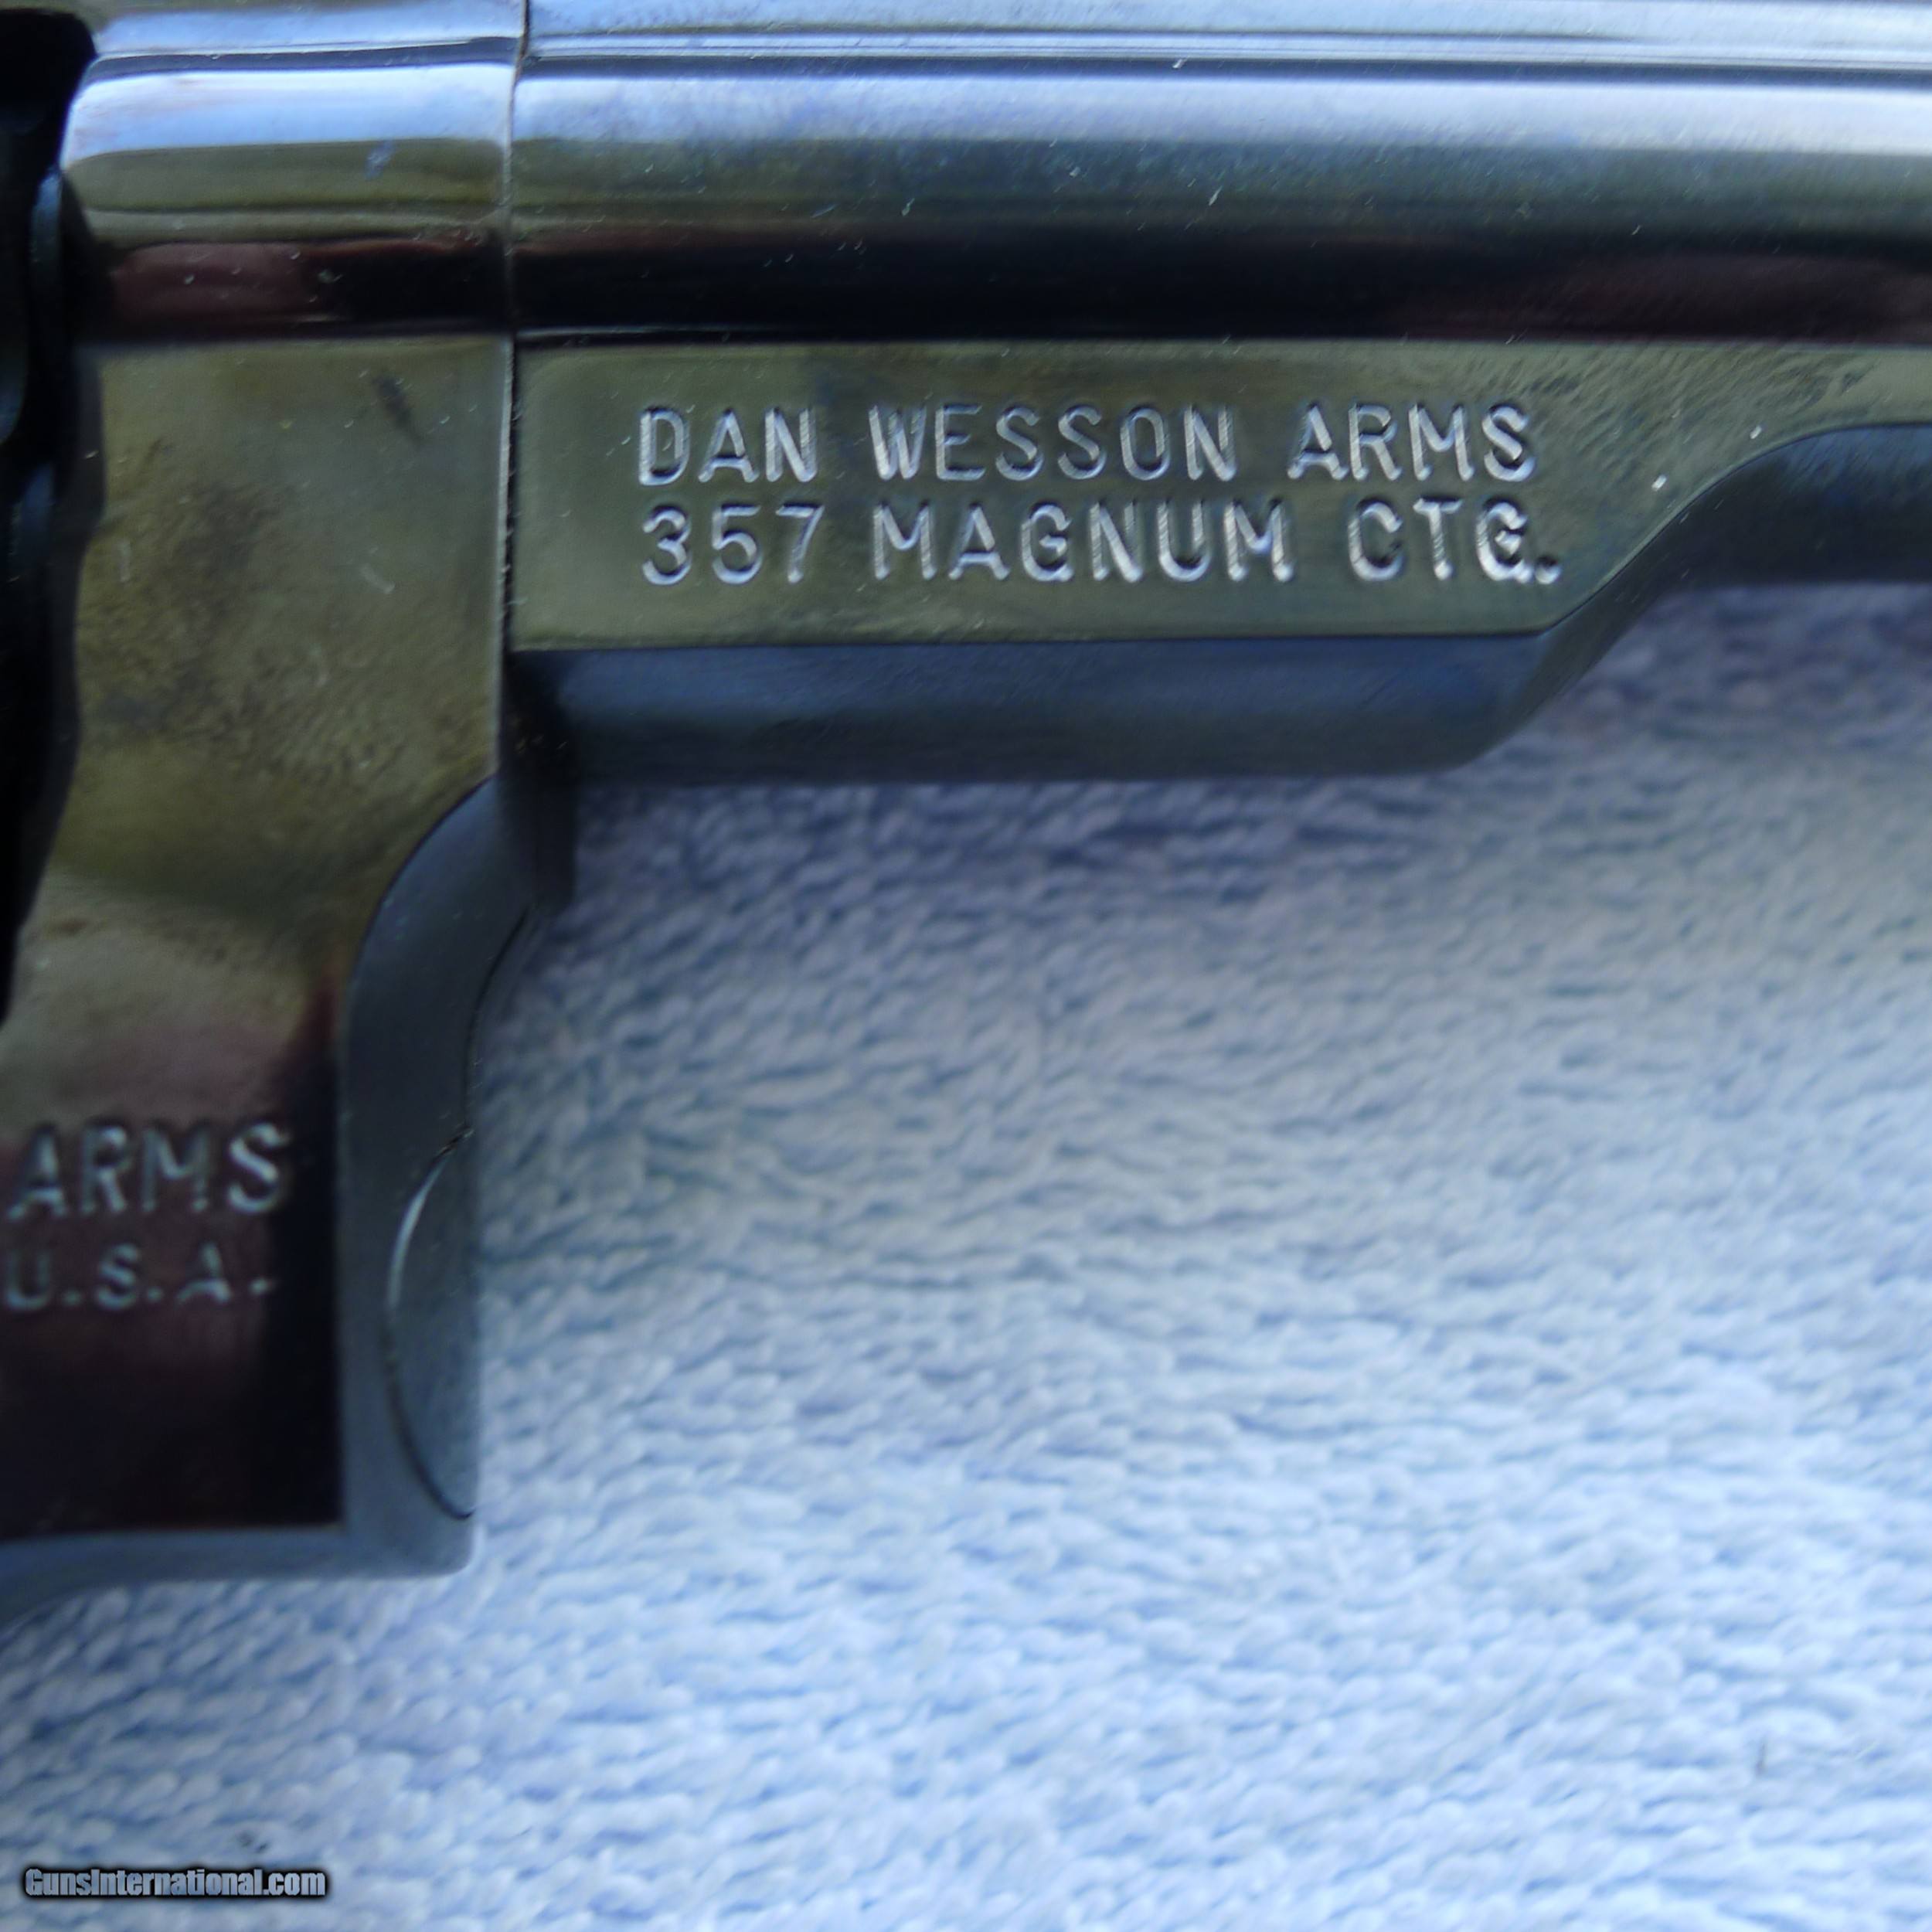 DAN WESSON ARMS
357 MAGNUM CTG.
ARMS
U.S.A.
GunsInternational.com